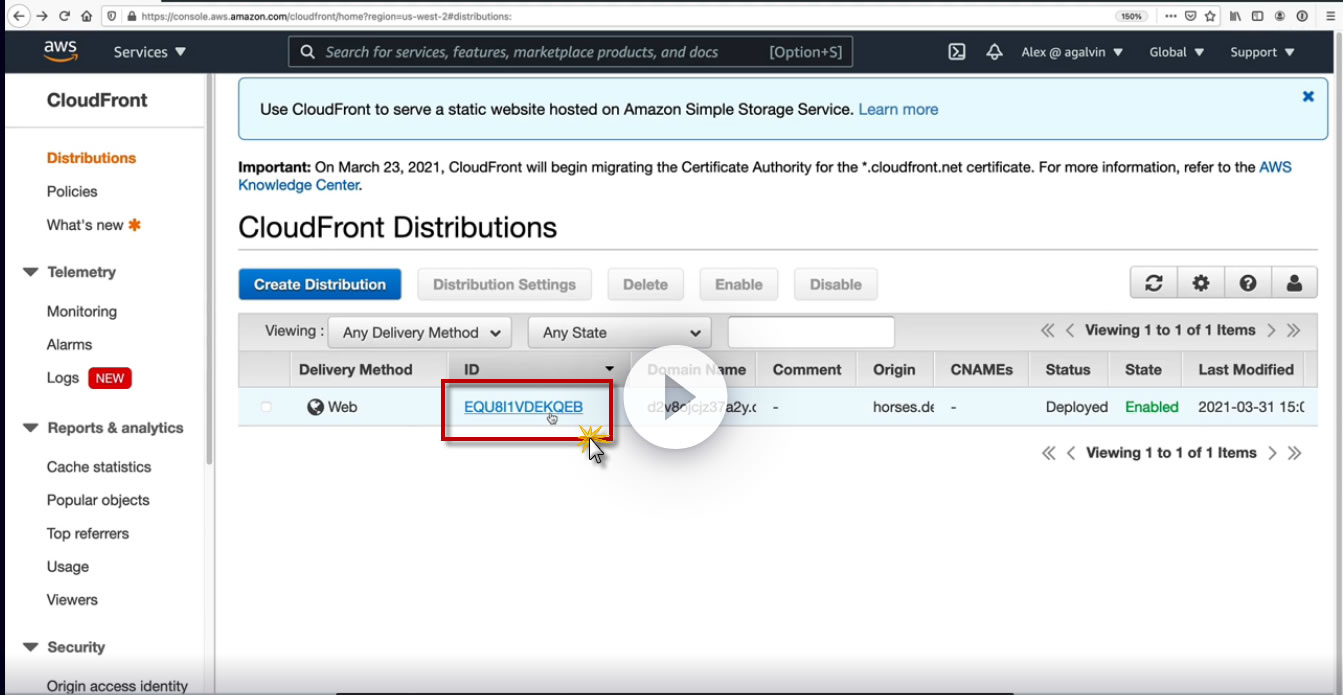 https://console.aws.amazon.com/cloudfront/home?region=us-west-2#distributions:
150%
aws
Services
Search for services, features, marketplace products, and docs
[Option+S]
Alex @ agalvin
Global
Support
CloudFront
Distributions
Policies
What's new
Telemetry
Monitoring
Alarms
Logs NEW
Reports & analytics
Cache statistics
Popular objects
Top referrers
Usage
Viewers
Security
Origin access identity
Use CloudFront to serve a static website hosted on Amazon Simple Storage Service. Learn more
Important: On March 23, 2021, CloudFront will begin migrating the Certificate Authority for the *.cloudfront.net certificate. For more information, refer to the AWS
Knowledge Center.
CloudFront Distributions
Create Distribution
Distribution Settings
Delete
Enable
Disable
Viewing : Any Delivery Method Any State
Viewing 1 to 1 of 1 Items
Delivery Method ID Domain Name Comment Origin CNAMEs Status State Last Modified
Web EQU8I1VDEKQEB - horses.de - Deployed Enabled 2021-03-31 15:0
Viewing 1 to 1 of 1 Items